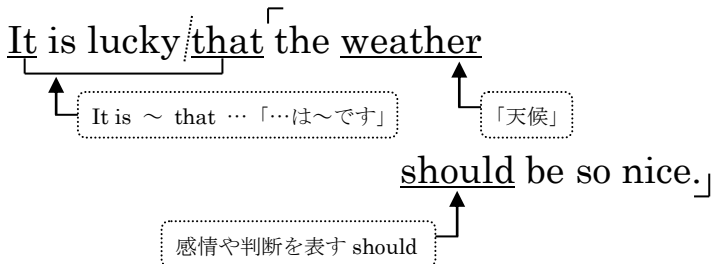 It is lucky that the weather
It is ～ that …「…は～です」
「天候」
should be so nice.
感情や判断を表す should